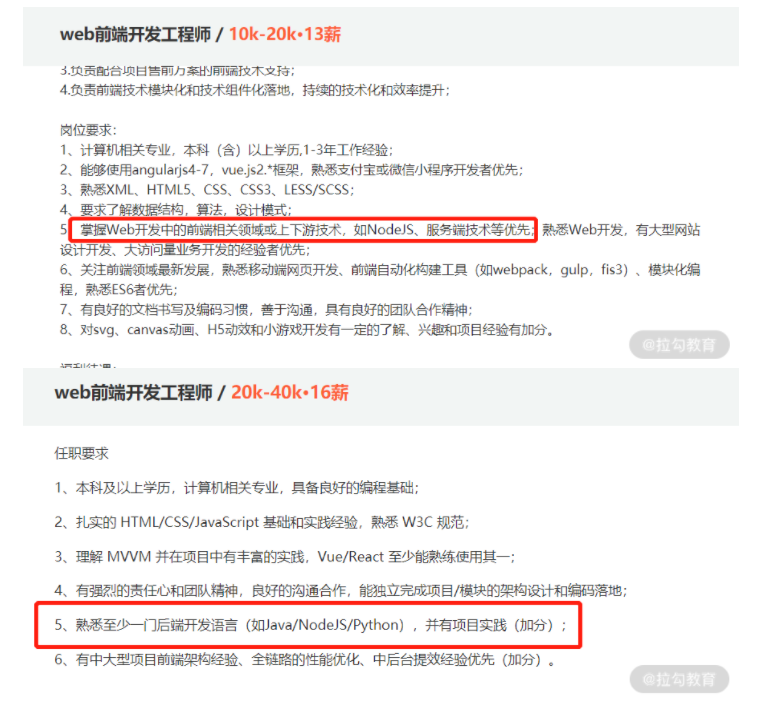 web前端开发工程师 / 10k-20k•13薪
3.负责配合项目售前方案的前端技术支持；
4.负责前端技术模块化和技术组件化落地，持续的技术化和效率提升；
岗位要求：
1、计算机相关专业，本科（含）以上学历,1-3年工作经验；
2、能够使用angularjs4-7，vue.js2.*框架，熟悉支付宝或微信小程序开发者优先；
3、熟悉XML、HTML5、CSS、CSS3、LESS/SCSS；
4、要求了解数据结构，算法，设计模式；
5、掌握Web开发中的前端相关领域或上下游技术，如NodeJS、服务端技术等优先；熟悉Web开发，有大型网站
设计开发、大访问量业务开发的经验者优先；
6、关注前端领域最新发展，熟悉移动端网页开发、前端自动化构建工具（如webpack，gulp，fis3）、模块化编
程，熟悉ES6者优先；
7、有良好的文档书写及编码习惯，善于沟通，具有良好的团队合作精神；
8、对svg、canvas动画、H5动效和小游戏开发有一定的了解、兴趣和项目经验有加分。
@拉勾教育
web前端开发工程师 / 20k-40k•16薪
任职要求
1、本科及以上学历，计算机相关专业，具备良好的编程基础；
2、扎实的 HTML/CSS/JavaScript 基础和实践经验，熟悉 W3C 规范；
3、理解 MVVM 并在项目中有丰富的实践，Vue/React 至少能熟练使用其一；
4、有强烈的责任心和团队精神，良好的沟通合作，能独立完成项目/模块的架构设计和编码落地；
5、熟悉至少一门后端开发语言（如Java/NodeJS/Python），并有项目实践（加分）；
6、有中大型项目前端架构经验、全链路的性能优化、中后台提效经验优先（加分）。
@拉勾教育